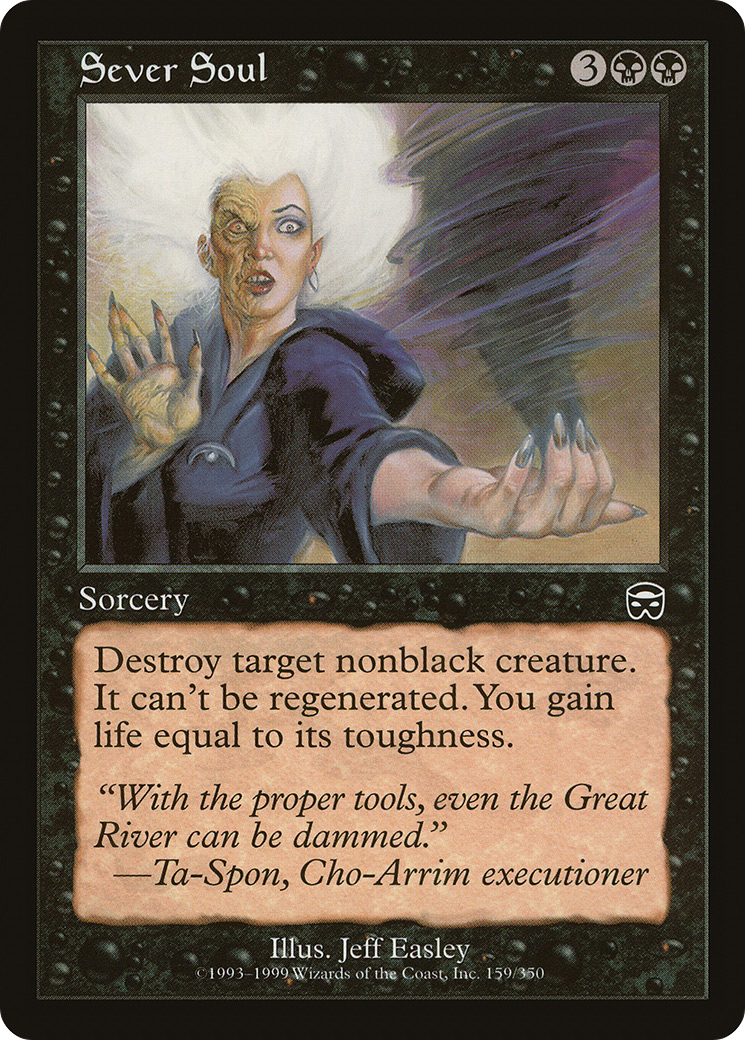 Sever Soul
3
Sorcery
Destroy target nonblack creature.
It can't be regenerated. You gain
life equal to its toughness.
"With the proper tools, even the Great
River can be dammed."
—Ta-Spon, Cho-Arrim executioner
Illus. Jeff Easley
©1993–1999 Wizards of the Coast, Inc. 159/350